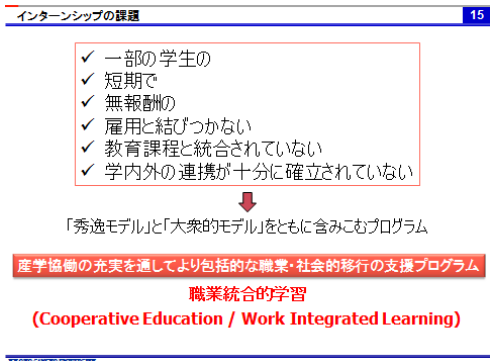 インターンシップの課題
15
✓ 一部の学生の
✓ 短期で
✓ 無報酬の
✓ 雇用と結びつかない
✓ 教育課程と統合されていない
✓ 学内外の連携が十分に確立されていない
「秀逸モデル」と「大衆的モデル」をともに含みこむプログラム
産学協働の充実を通してより包括的な職業・社会的移行の支援プログラム
職業統合的学習
(Cooperative Education / Work Integrated Learning)